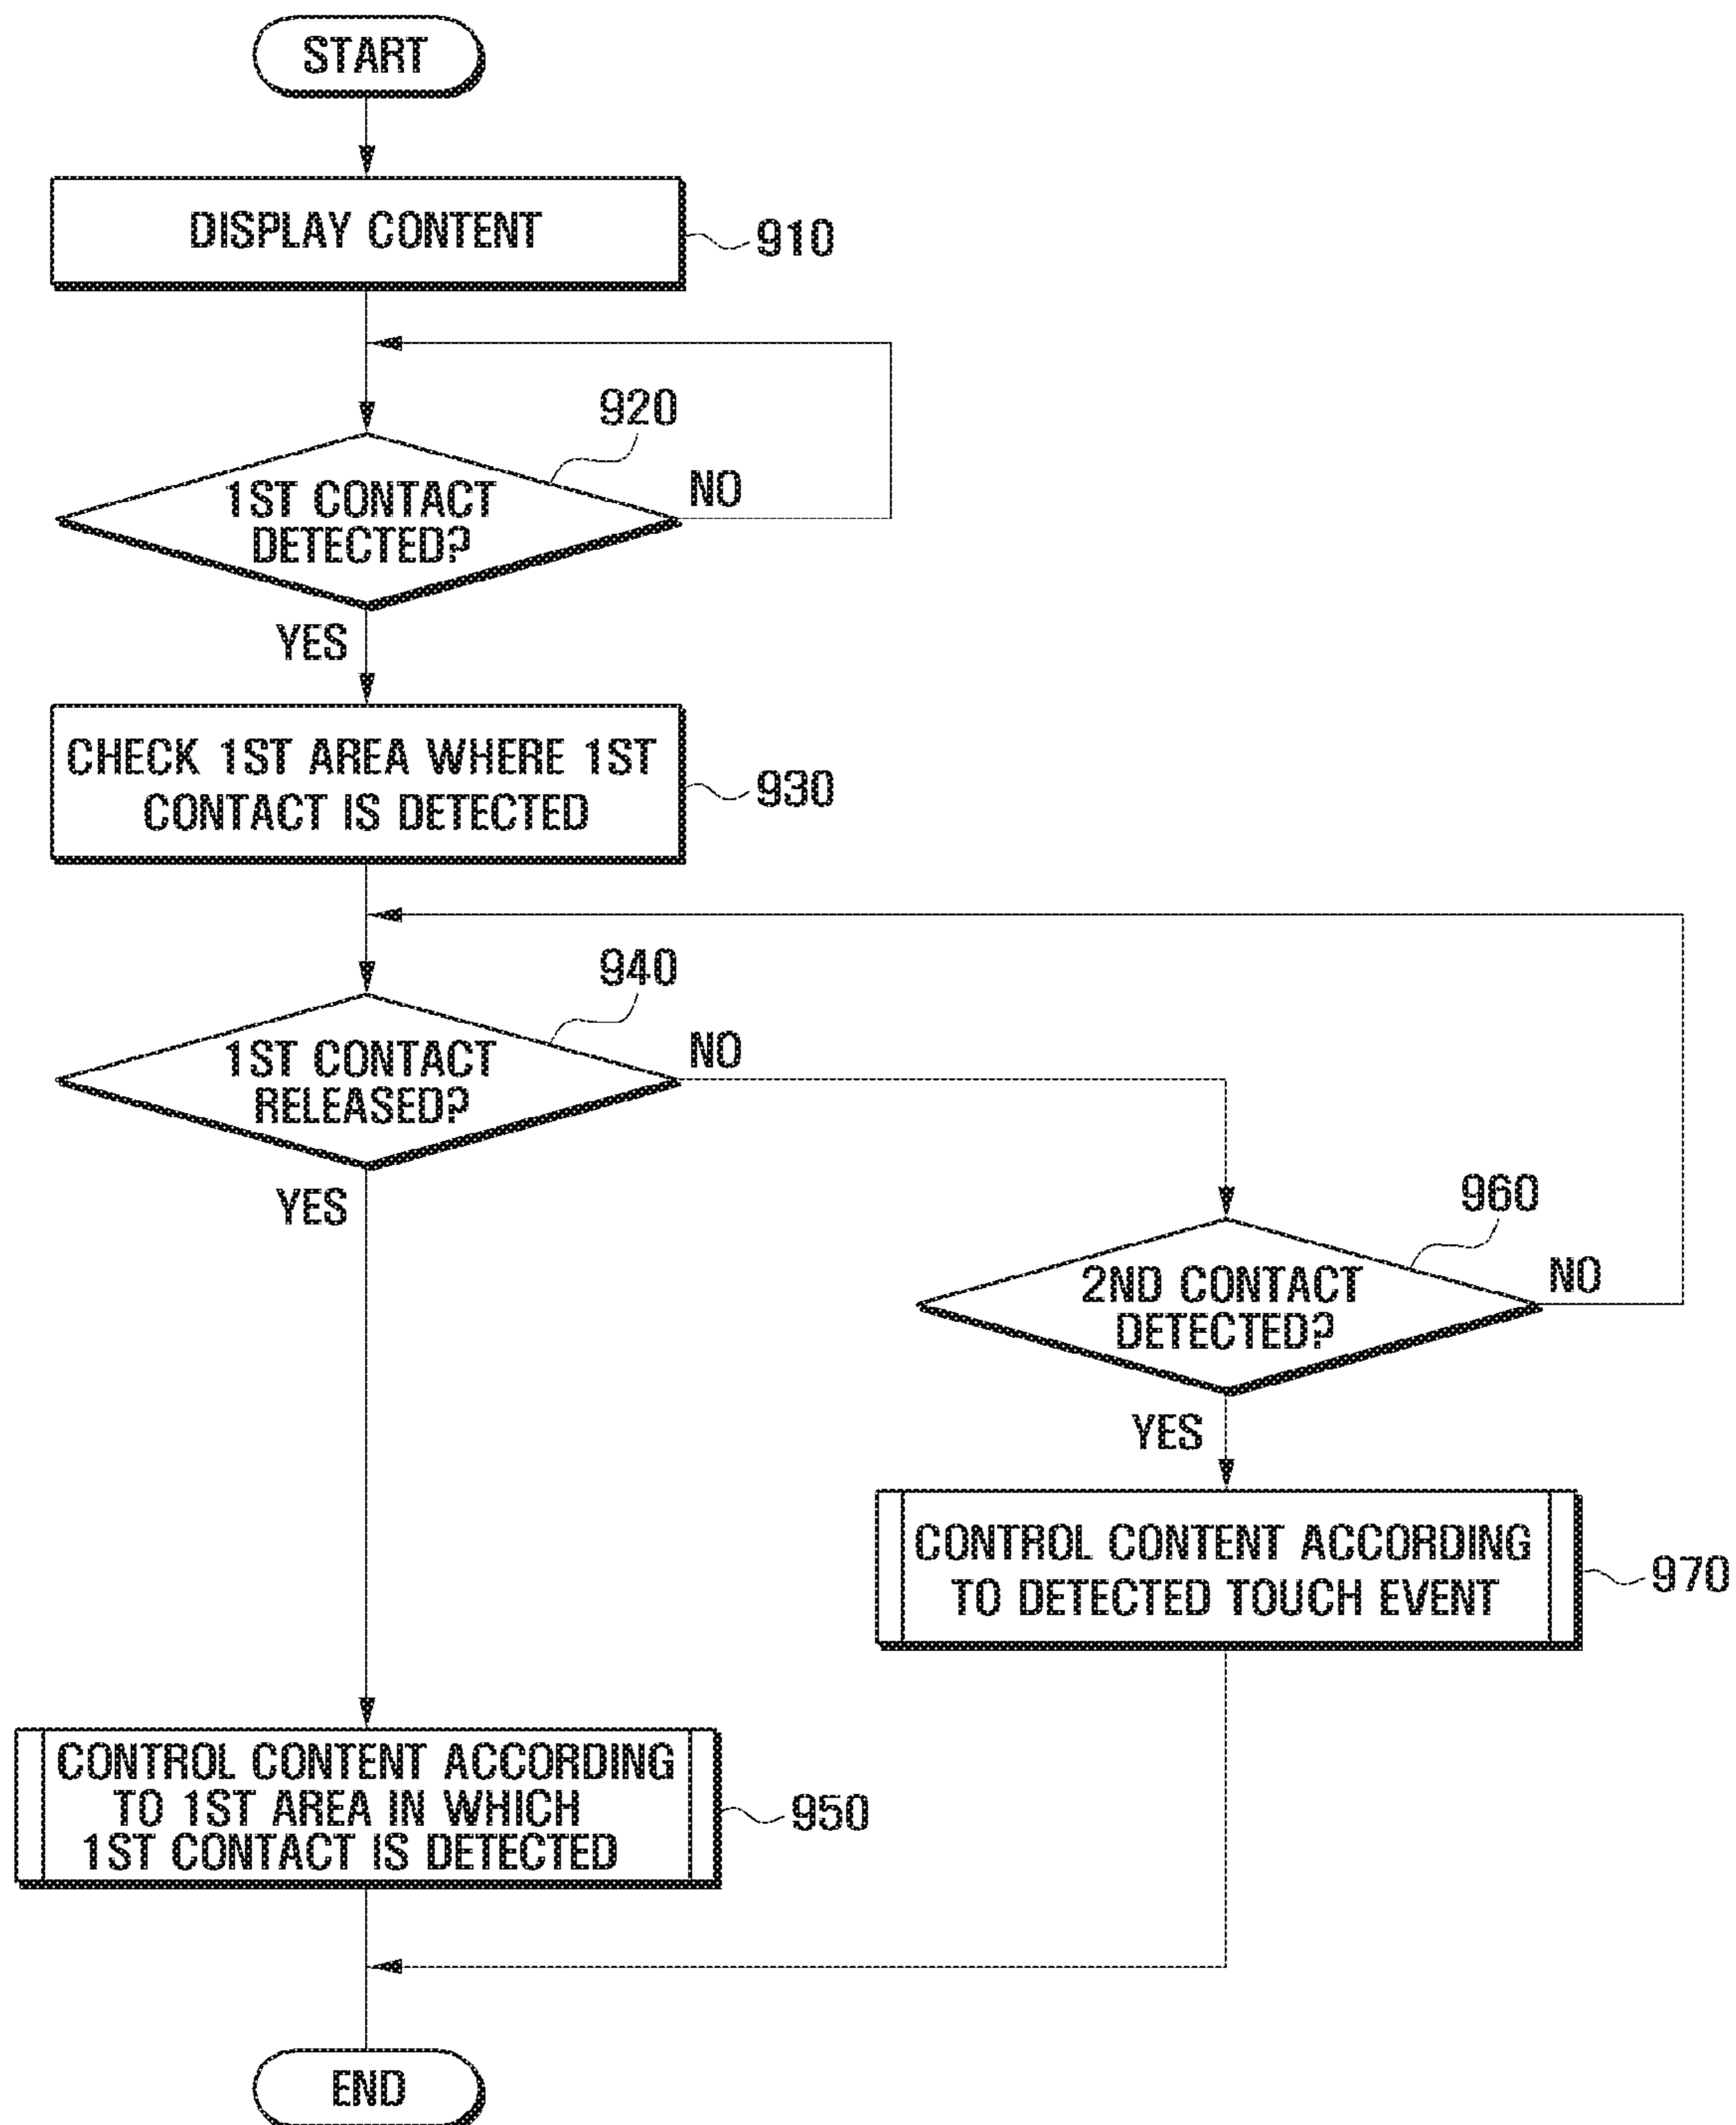 START
DISPLAY CONTENT
910
920
1ST CONTACT
DETECTED?
NO
YES
CHECK 1ST AREA WHERE 1ST
CONTACT IS DETECTED
930
940
1ST CONTACT
RELEASED?
NO
YES
960
2ND CONTACT
DETECTED?
NO
YES
CONTROL CONTENT ACCORDING
TO DETECTED TOUCH EVENT
970
CONTROL CONTENT ACCORDING
TO 1ST AREA IN WHICH
1ST CONTACT IS DETECTED
950
END